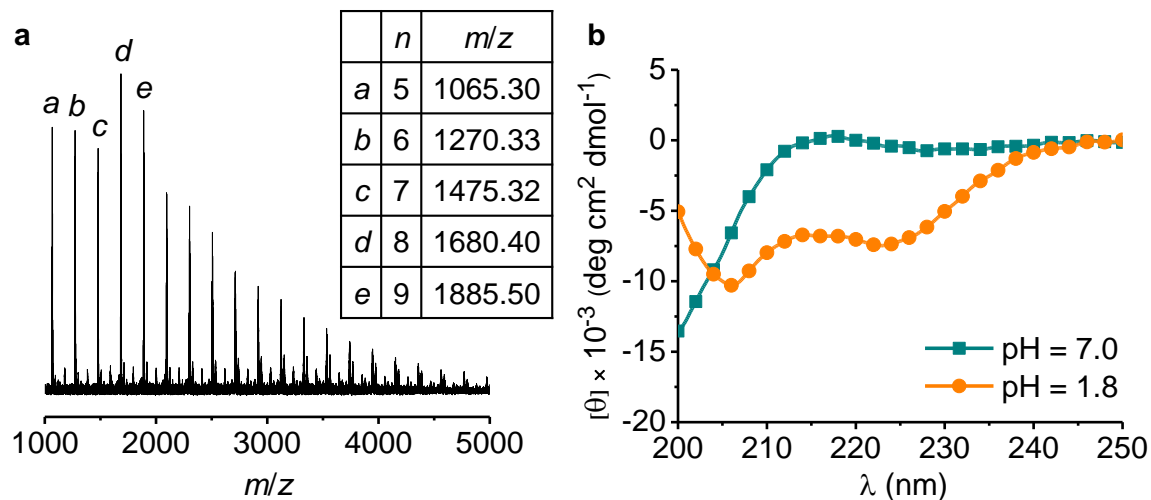 a
a
b
c
d
e
n m/z
a 5 1065.30
b 6 1270.33
c 7 1475.32
d 8 1680.40
e 9 1885.50
1000 2000 3000 4000 5000
m/z
b
[θ] × 10⁻³ (deg cm² dmol⁻¹)
5
0
-5
-10
-15
-20
pH = 7.0
pH = 1.8
200 210 220 230 240 250
λ (nm)